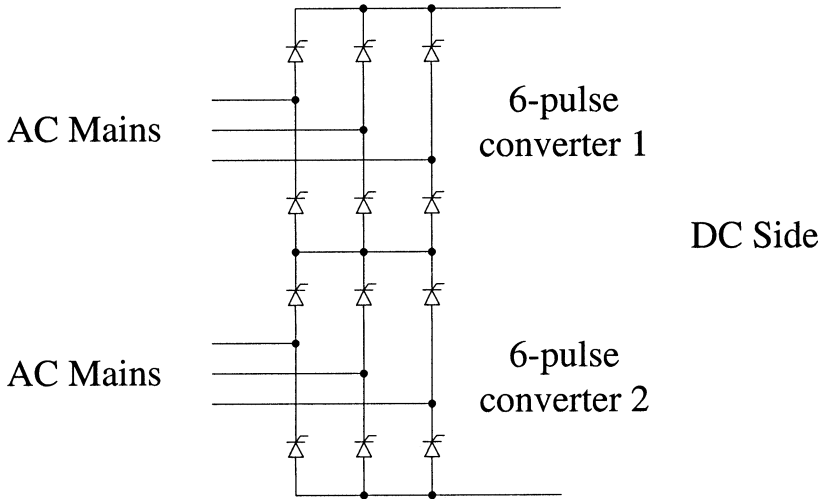 6-pulse
AC Mains
converter 1
DC Side
6-pulse
AC Mains
converter 2